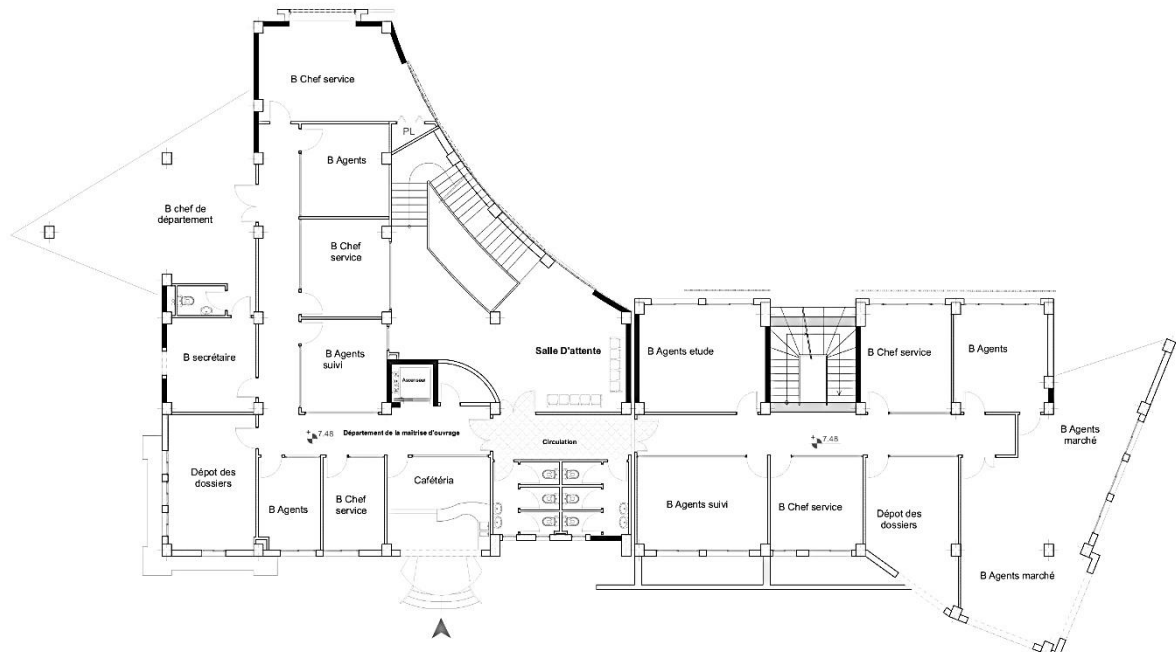 B Chef service
PL
B Agents
B chef de
département
B Chef
service
B secrétaire
B Agents
suivi
Ascenseur
Salle D'attente
B Agents etude
B Chef service
B Agents
B Agents
marché
7.48
Département de la maîtrise d'ouvrage
Circulation
7.48
Dépot des
dossiers
B Agents
B Chef
service
Cafétéria
B Agents suivi
B Chef service
Dépot des
dossiers
B Agents marché